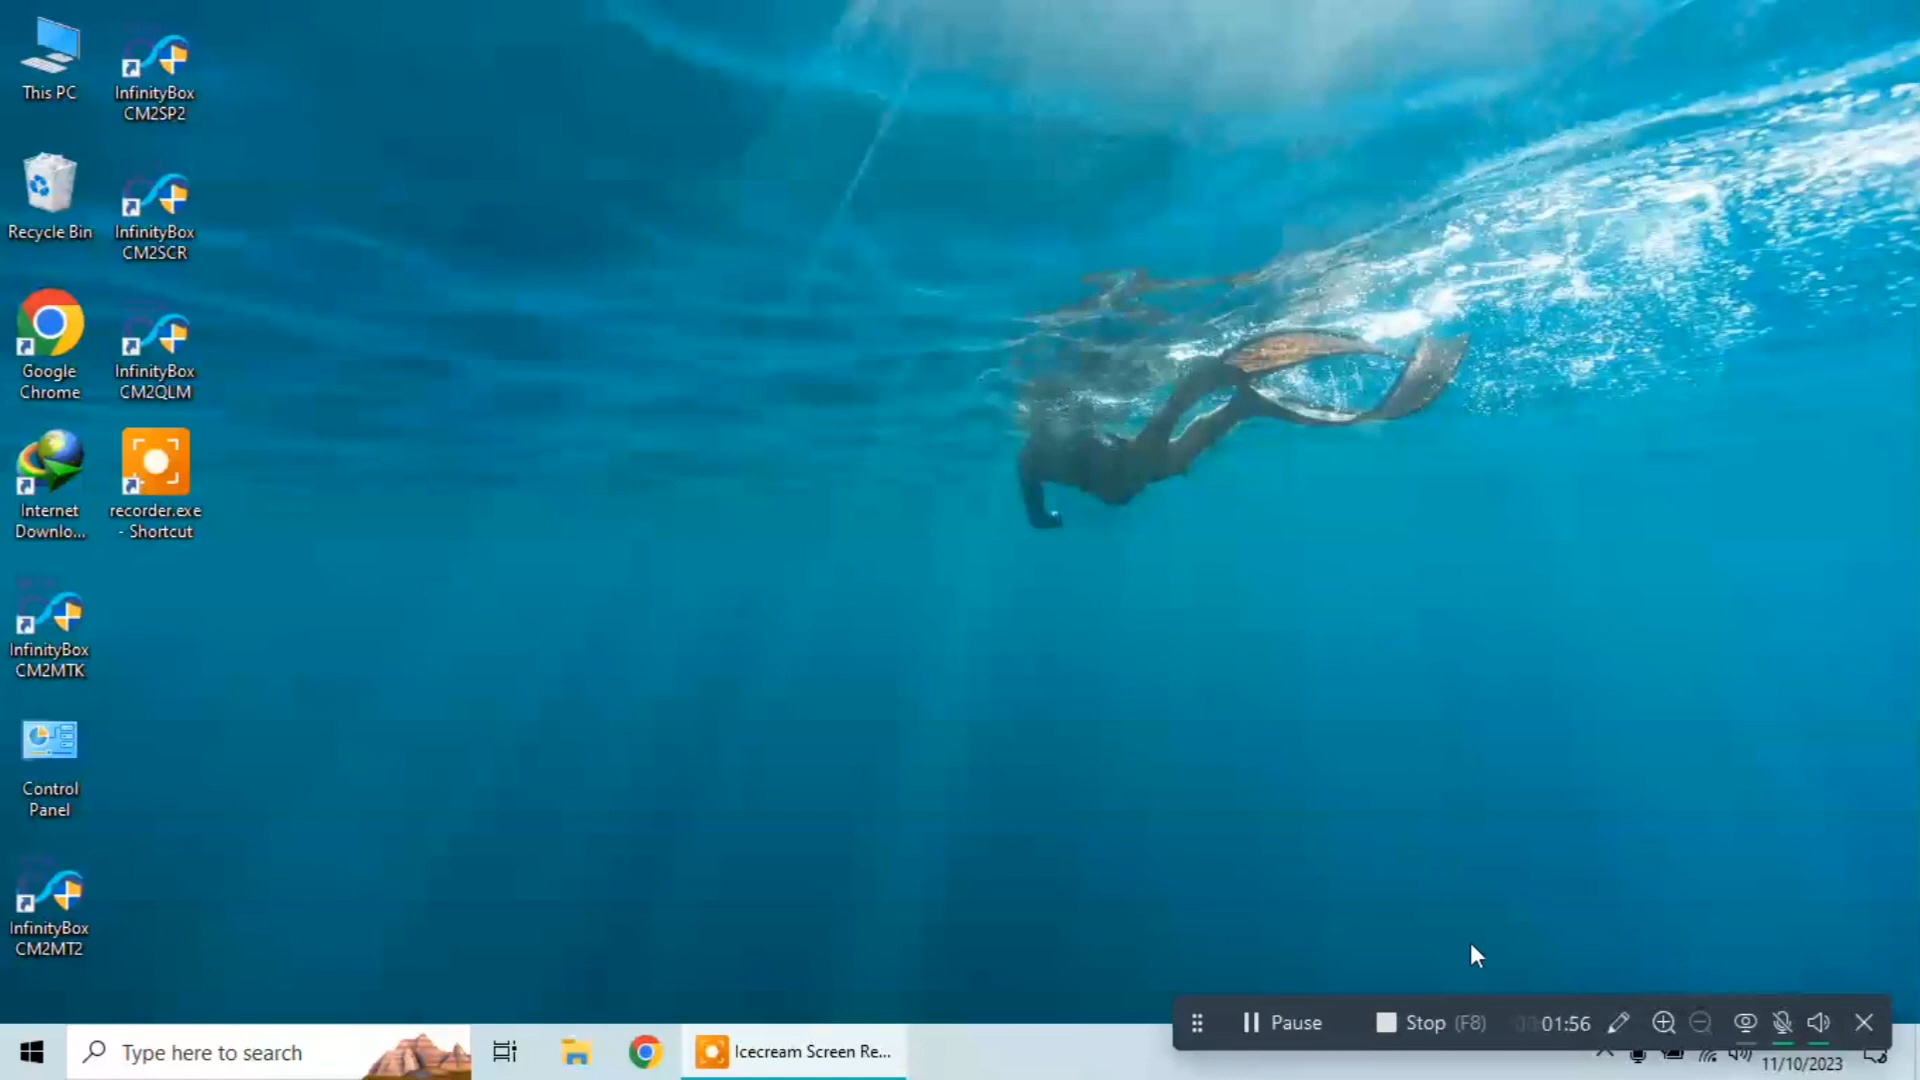 This PC
InfinityBox
CM2SP2
Recycle Bin
InfinityBox
CM2SCR
Google
Chrome
InfinityBox
CM2QLM
Internet
Downlo...
recorder.exe
- Shortcut
InfinityBox
CM2MTK
Control
Panel
InfinityBox
CM2MT2
Pause
Stop (F8)
01:56
Type here to search
Icecream Screen Re...
11/10/2023